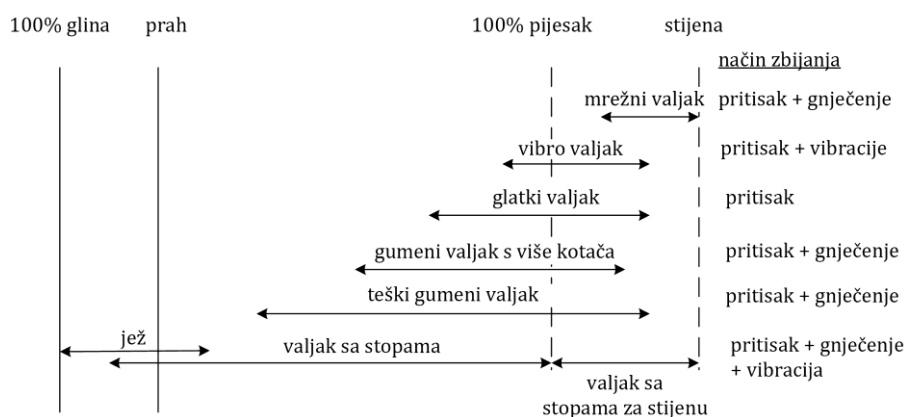 100% glina prah 100% pijesak stijena
način zbijanja
mrežni valjak pritisak + gnječenje
vibro valjak pritisak + vibracije
glatki valjak pritisak
gumeni valjak s više kotača pritisak + gnječenje
teški gumeni valjak pritisak + gnječenje
jež valjak sa stopama pritisak + gnječenje
+ vibracija
valjak sa
stopama za stijenu